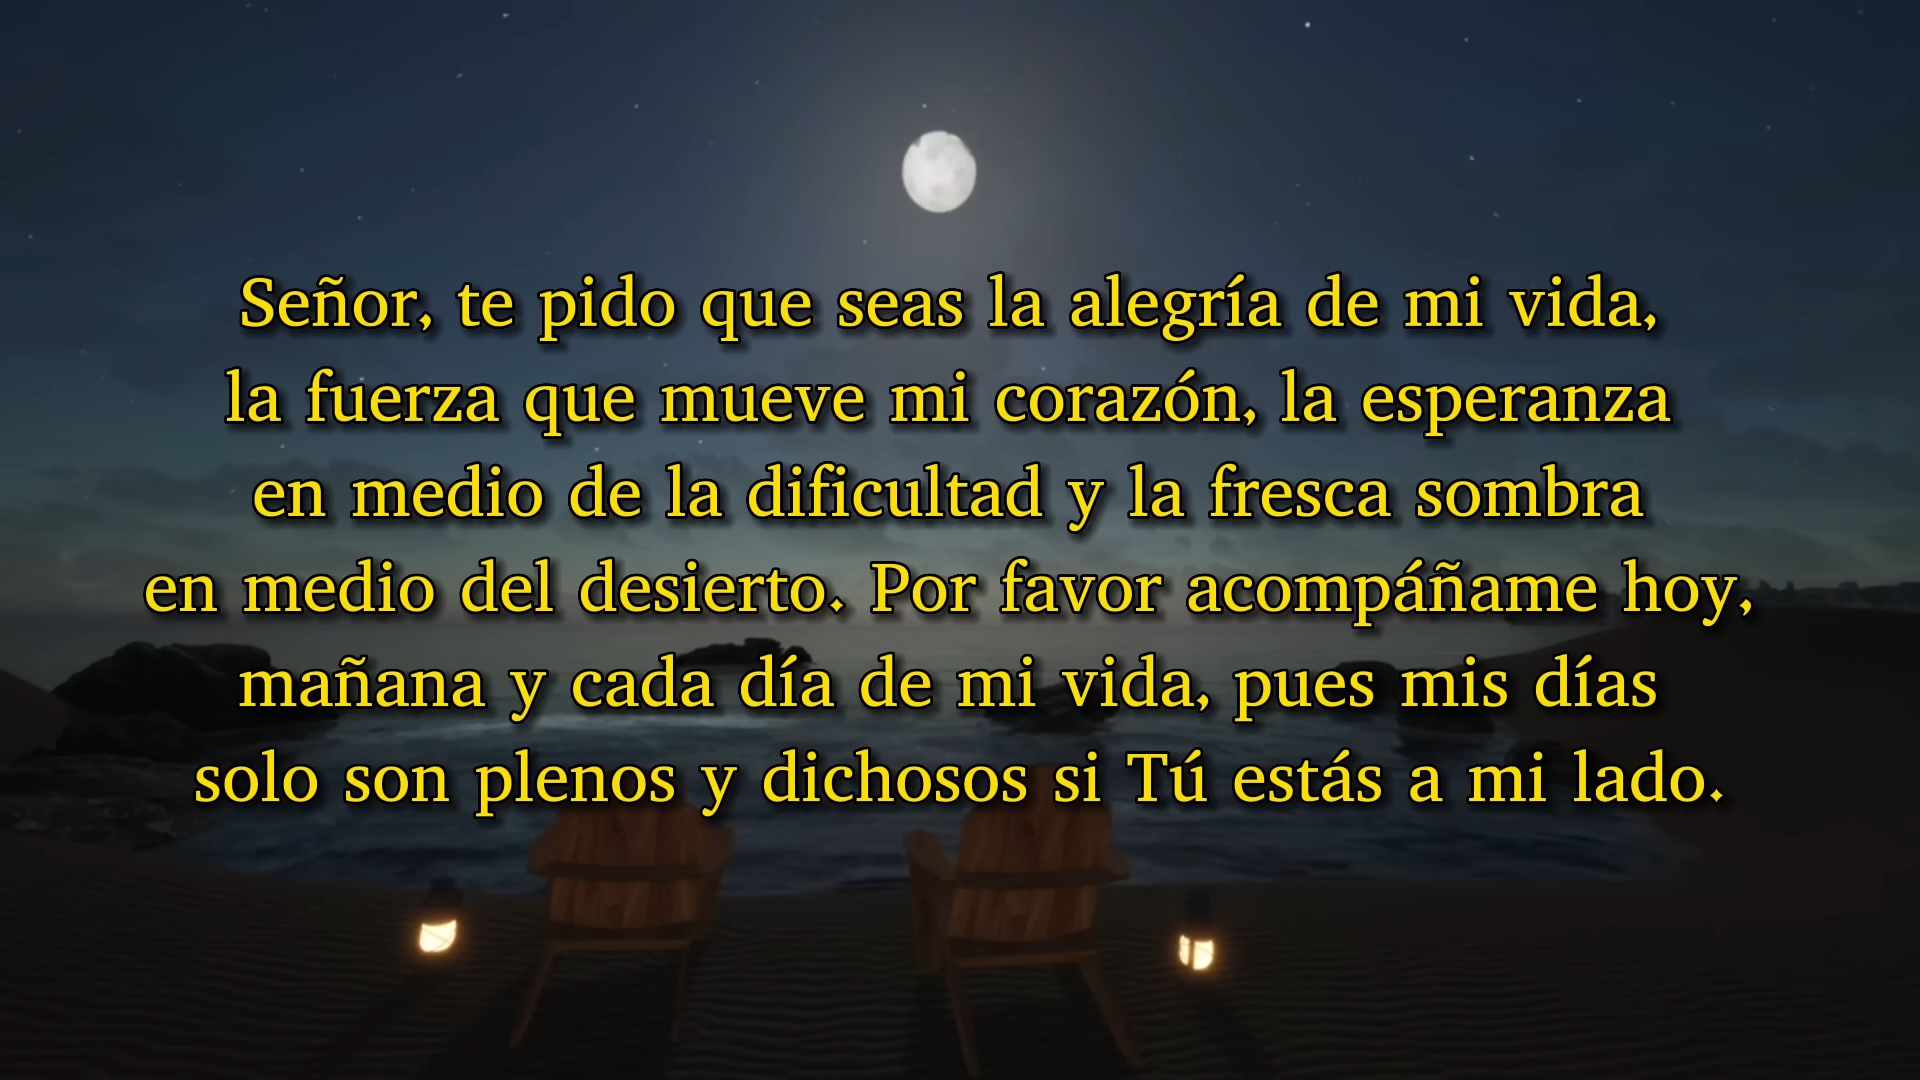 Señor, te pido que seas la alegría de mi vida,
la fuerza que mueve mi corazón, la esperanza
en medio de la dificultad y la fresca sombra
en medio del desierto. Por favor acompáñame hoy,
mañana y cada día de mi vida, pues mis días
solo son plenos y dichosos si Tú estás a mi lado.